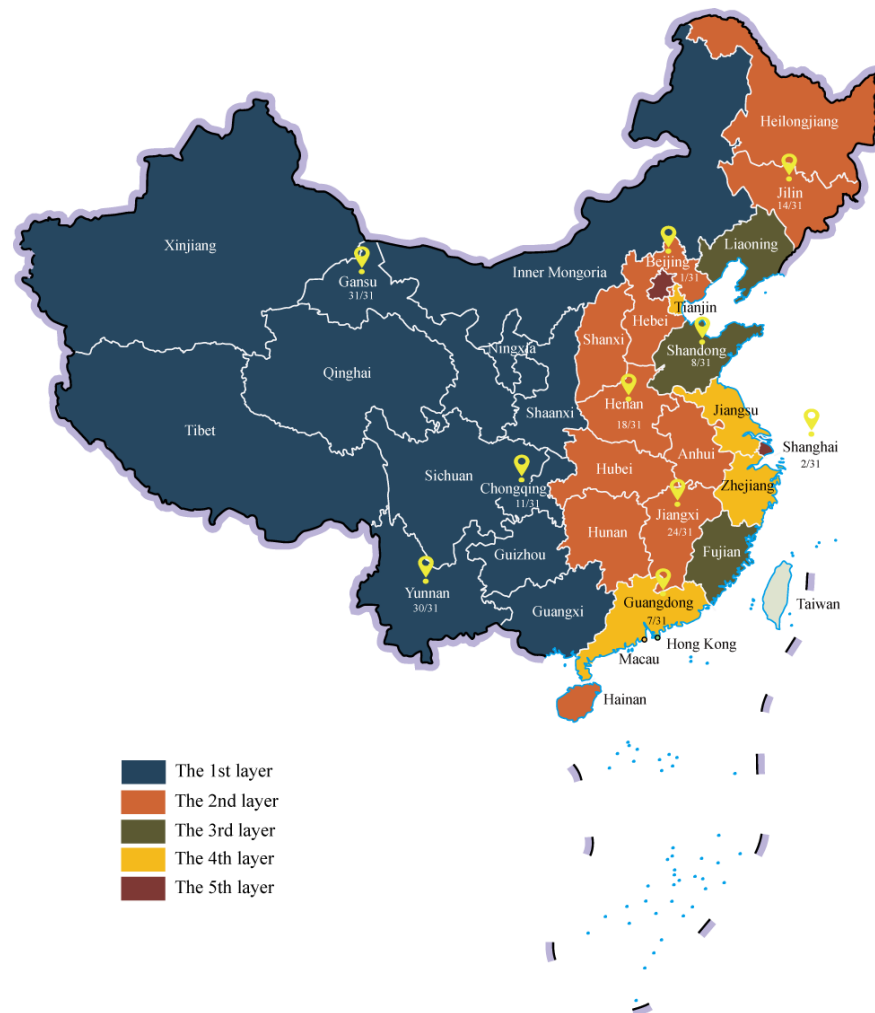 Heilongjiang
Jilin
14/31
Liaoning
Xinjiang
Gansu
31/31
Inner Mongoria
Beijing
1/31
Tianjin
Hebei
Shanxi
Ningxia
Shandong
8/31
Qinghai
Henan
18/31
Shaanxi
Jiangsu
Tibet
Shanghai
2/31
Anhui
Sichuan
Hubei
Chongqing
11/31
Zhejiang
Jiangxi
24/31
Hunan
Guizhou
Fujian
Yunnan
30/31
Guangxi
Guangdong
7/31
Taiwan
Hong Kong
Macau
Hainan
The 1st layer
The 2nd layer
The 3rd layer
The 4th layer
The 5th layer